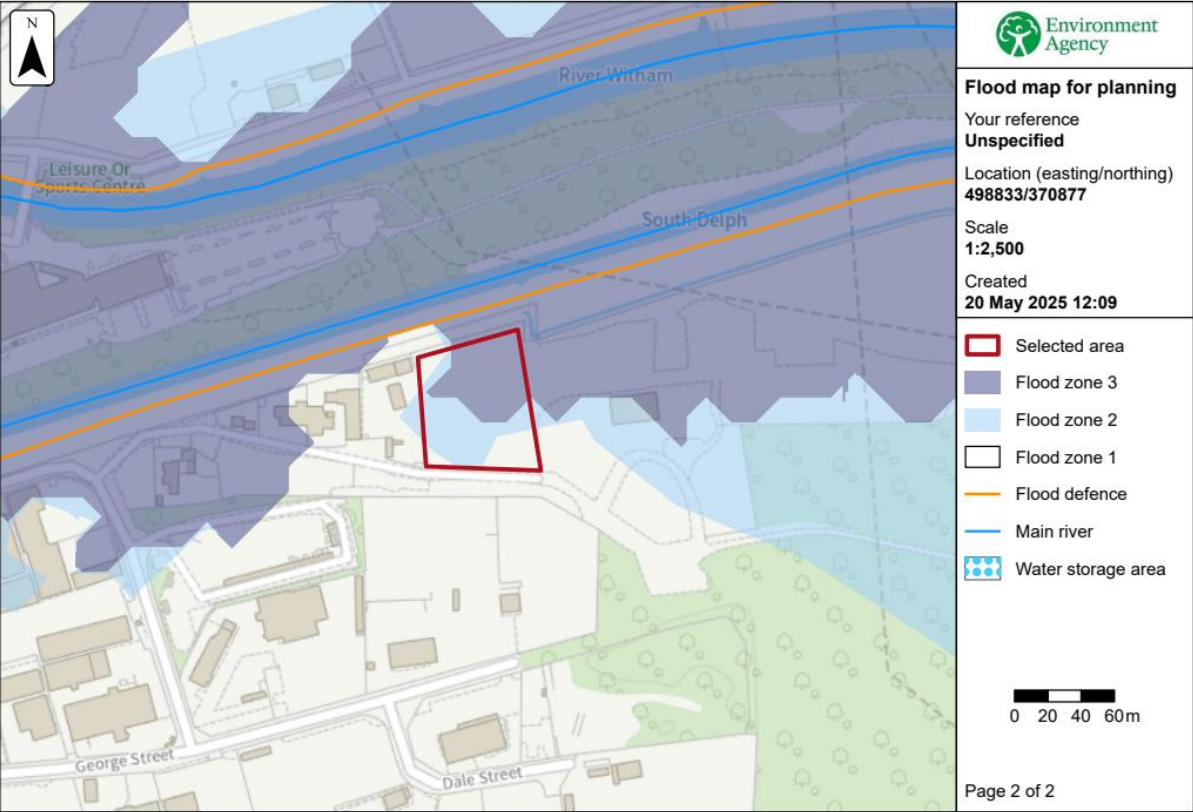 N
River Witham
Leisure Or
Sports Centre
South Delph
George Street
Dale Street
Environment
Agency
Flood map for planning
Your reference
Unspecified
Location (easting/northing)
498833/370877
Scale
1:2,500
Created
20 May 2025 12:09
Selected area
Flood zone 3
Flood zone 2
Flood zone 1
Flood defence
Main river
Water storage area
0 20 40 60m
Page 2 of 2